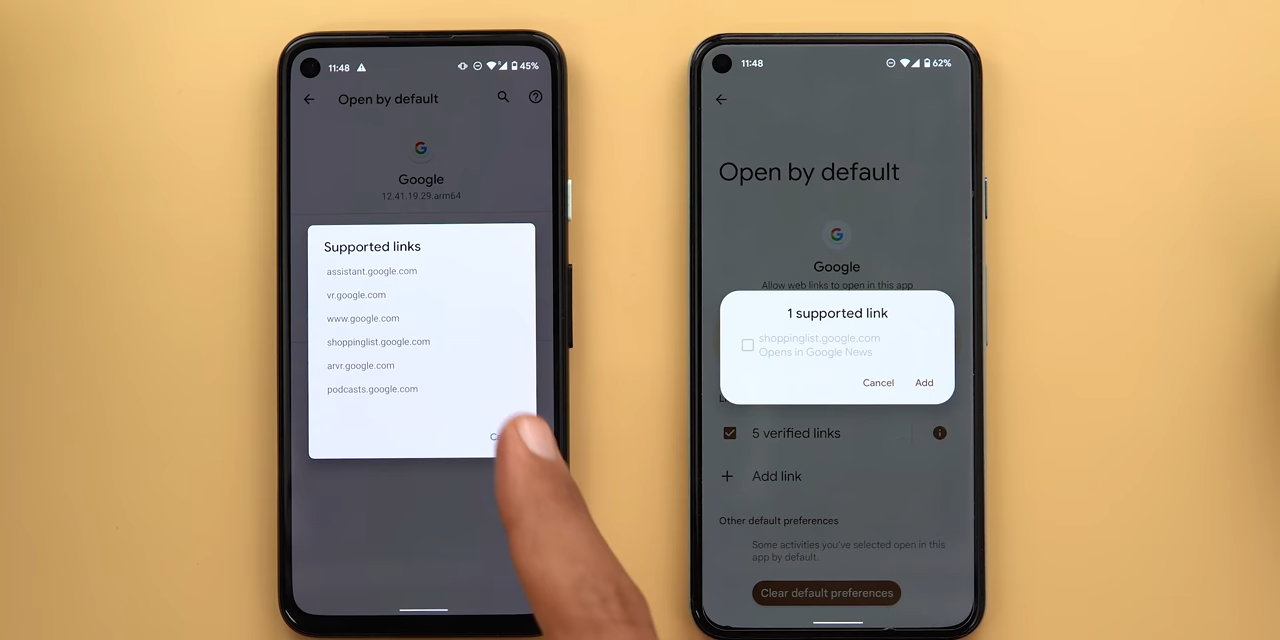 11:48
45%
Open by default
Google
12.41.19.29.arm64
Supported links
assistant.google.com
vr.google.com
www.google.com
shoppinglist.google.com
arvr.google.com
podcasts.google.com
11:48
62%
Open by default
Google
Allow web links to open in this app
1 supported link
shoppinglist.google.com
Opens in Google News
Cancel Add
5 verified links
Add link
Other default preferences
Some activities you've selected open in this
app by default.
Clear default preferences